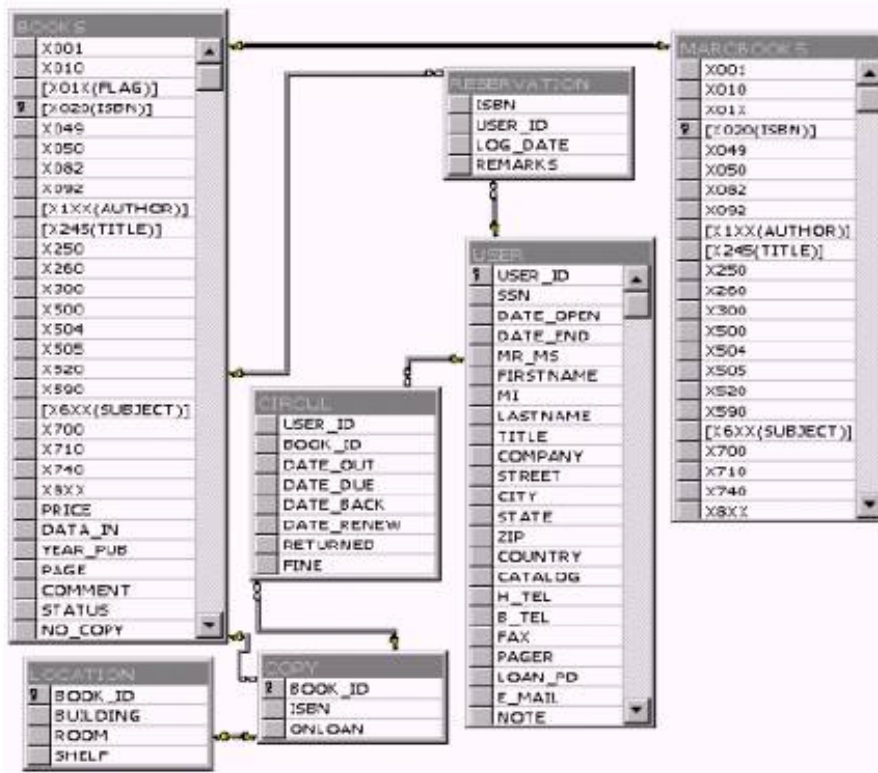 BOOKS
X001
X010
[X01X(FLAG)]
[X020(ISBN)]
X049
X050
X082
X092
[X1XX(AUTHOR)]
[X245(TITLE)]
X250
X260
X300
X500
X504
X505
X520
X590
[X6XX(SUBJECT)]
X700
X710
X740
X8XX
PRICE
DATA_IN
YEAR_PUB
PAGE
COMMENT
STATUS
NO_COPY
RESERVATION
ISBN
USER_ID
LOG_DATE
REMARKS
MARCBOOKS
X001
X010
X01X
[X020(ISBN)]
X049
X050
X082
X092
[X1XX(AUTHOR)]
[X245(TITLE)]
X250
X260
X300
X500
X504
X505
X520
X590
[X6XX(SUBJECT)]
X700
X710
X740
X8XX
USER
USER_ID
SSN
DATE_OPEN
DATE_END
MR_MS
FIRSTNAME
MI
LASTNAME
TITLE
COMPANY
STREET
CITY
STATE
ZIP
COUNTRY
CATALOG
H_TEL
B_TEL
FAX
PAGER
LOAN_PD
E_MAIL
NOTE
CIRCUL
USER_ID
BOOK_ID
DATE_OUT
DATE_DUE
DATE_BACK
DATE_RENEW
RETURNED
FINE
LOCATION
BOOK_ID
BUILDING
ROOM
SHELF
COPY
BOOK_ID
ISBN
ONLOAN